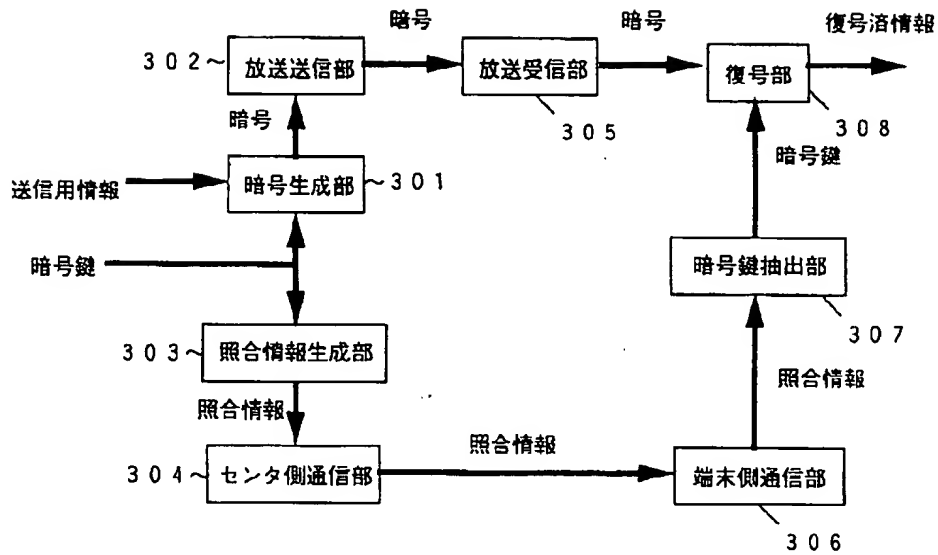 暗号
暗号
復号済情報
302
放送送信部
放送受信部
復号部
305
308
暗号
暗号鍵
送信用情報
暗号生成部
301
暗号鍵
暗号鍵抽出部
307
303
照合情報生成部
照合情報
照合情報
照合情報
304
センタ側通信部
端末側通信部
306